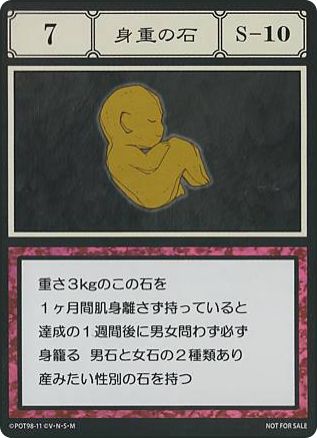 7 身重の石 S-10
重さ3kgのこの石を
1ヶ月間肌身離さず持っていると
達成の1週間後に男女問わず必ず
身籠る 男石と女石の2種類あり
産みたい性別の石を持つ
©POT98-11 ©V・N・S・M NOT FOR SALE